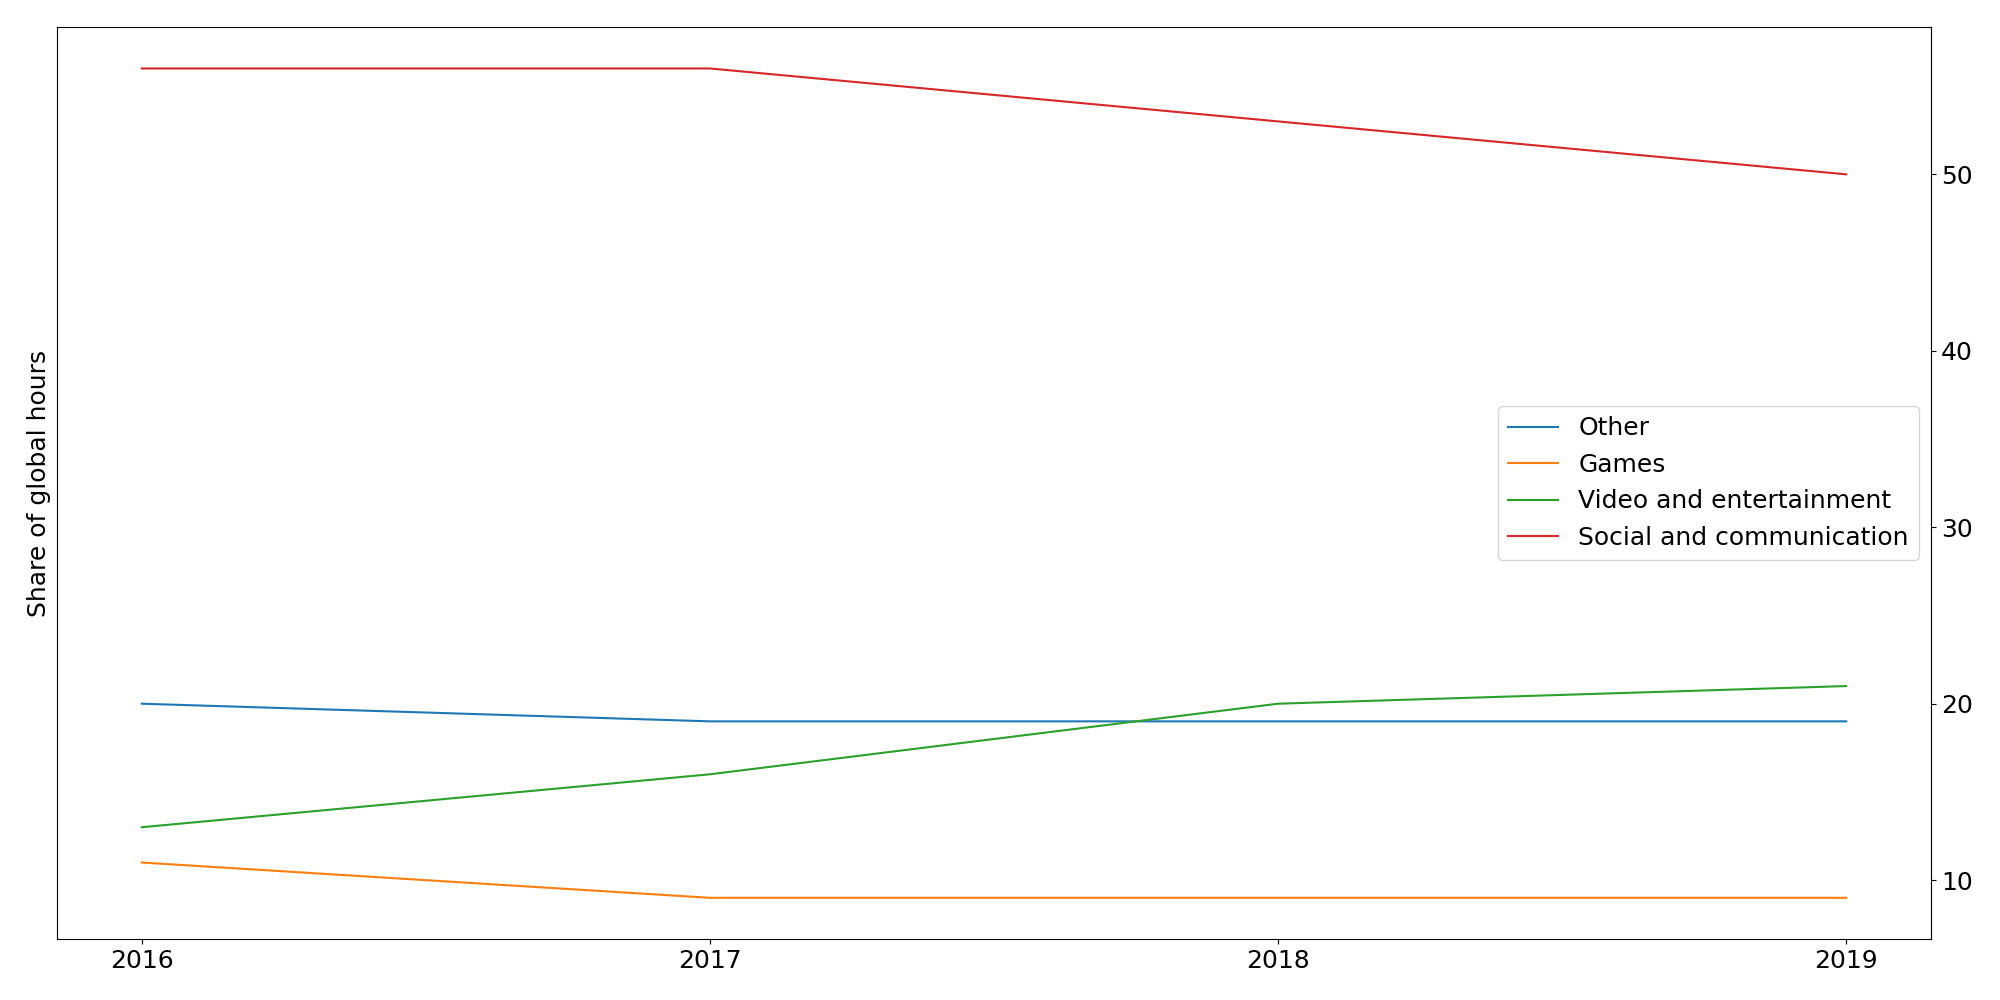 Share of global hours
50
40
30
20
10
Other
Games
Video and entertainment
Social and communication
2016
2017
2018
2019